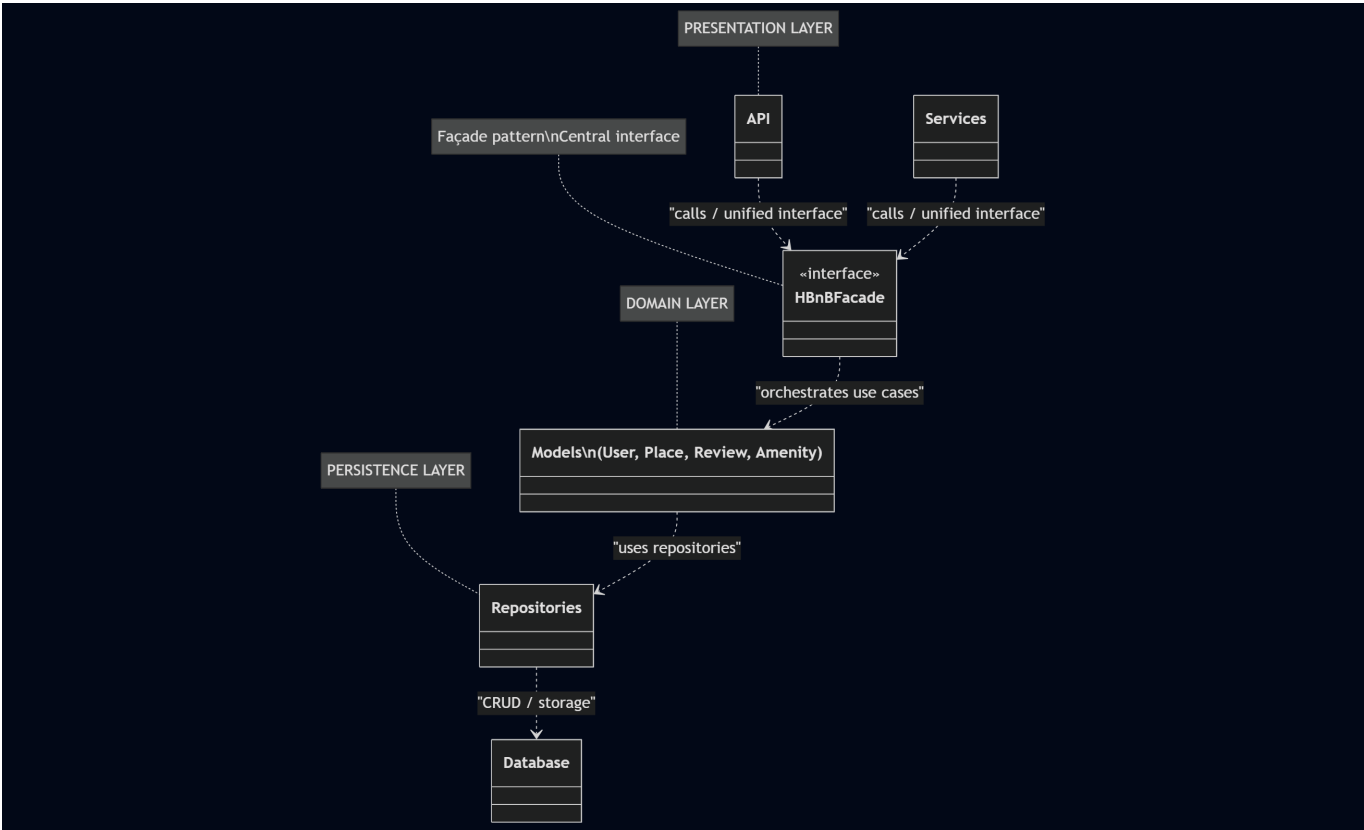 PRESENTATION LAYER
API
Services
Façade pattern\nCentral interface
"calls / unified interface"
"calls / unified interface"
«interface»
HBnBFacade
DOMAIN LAYER
"orchestrates use cases"
Models\n(User, Place, Review, Amenity)
PERSISTENCE LAYER
"uses repositories"
Repositories
"CRUD / storage"
Database